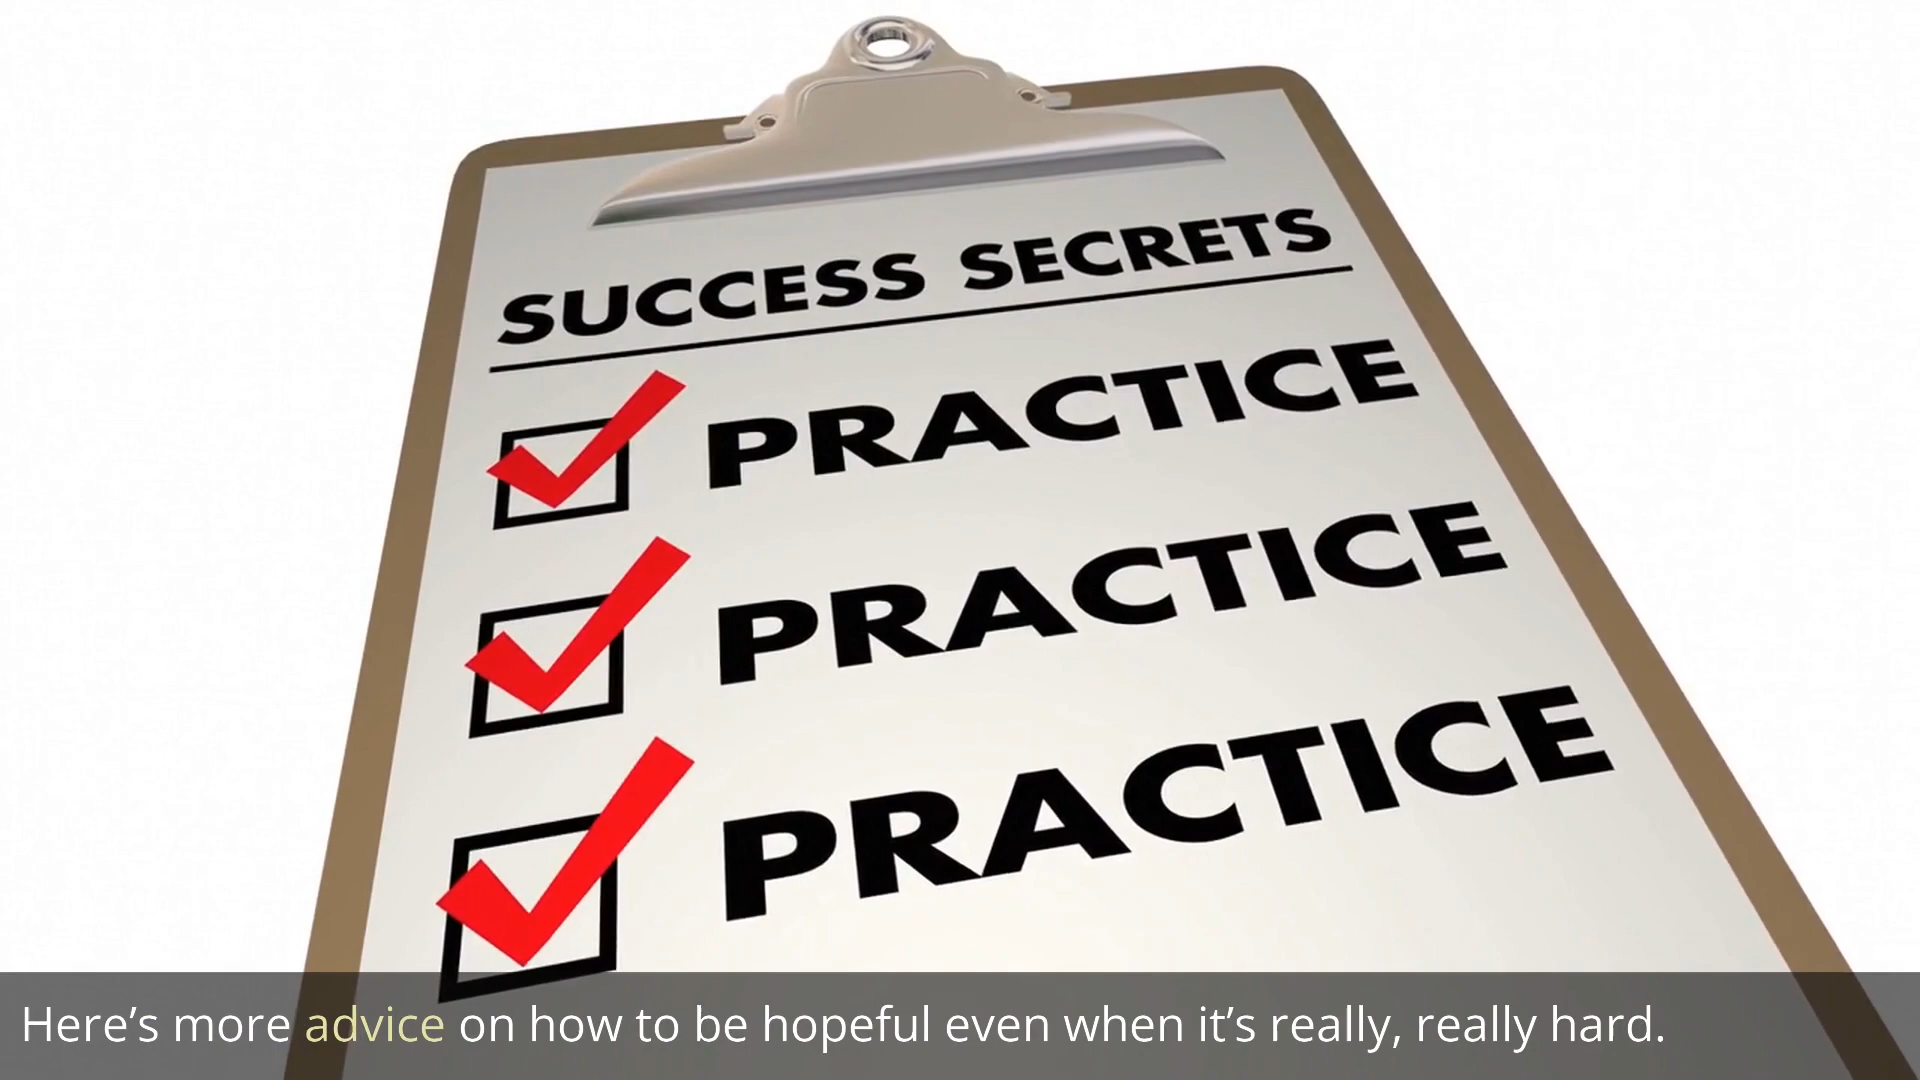 SUCCESS SECRETS
PRACTICE
PRACTICE
PRACTICE
Here’s more advice on how to be hopeful even when it’s really, really hard.